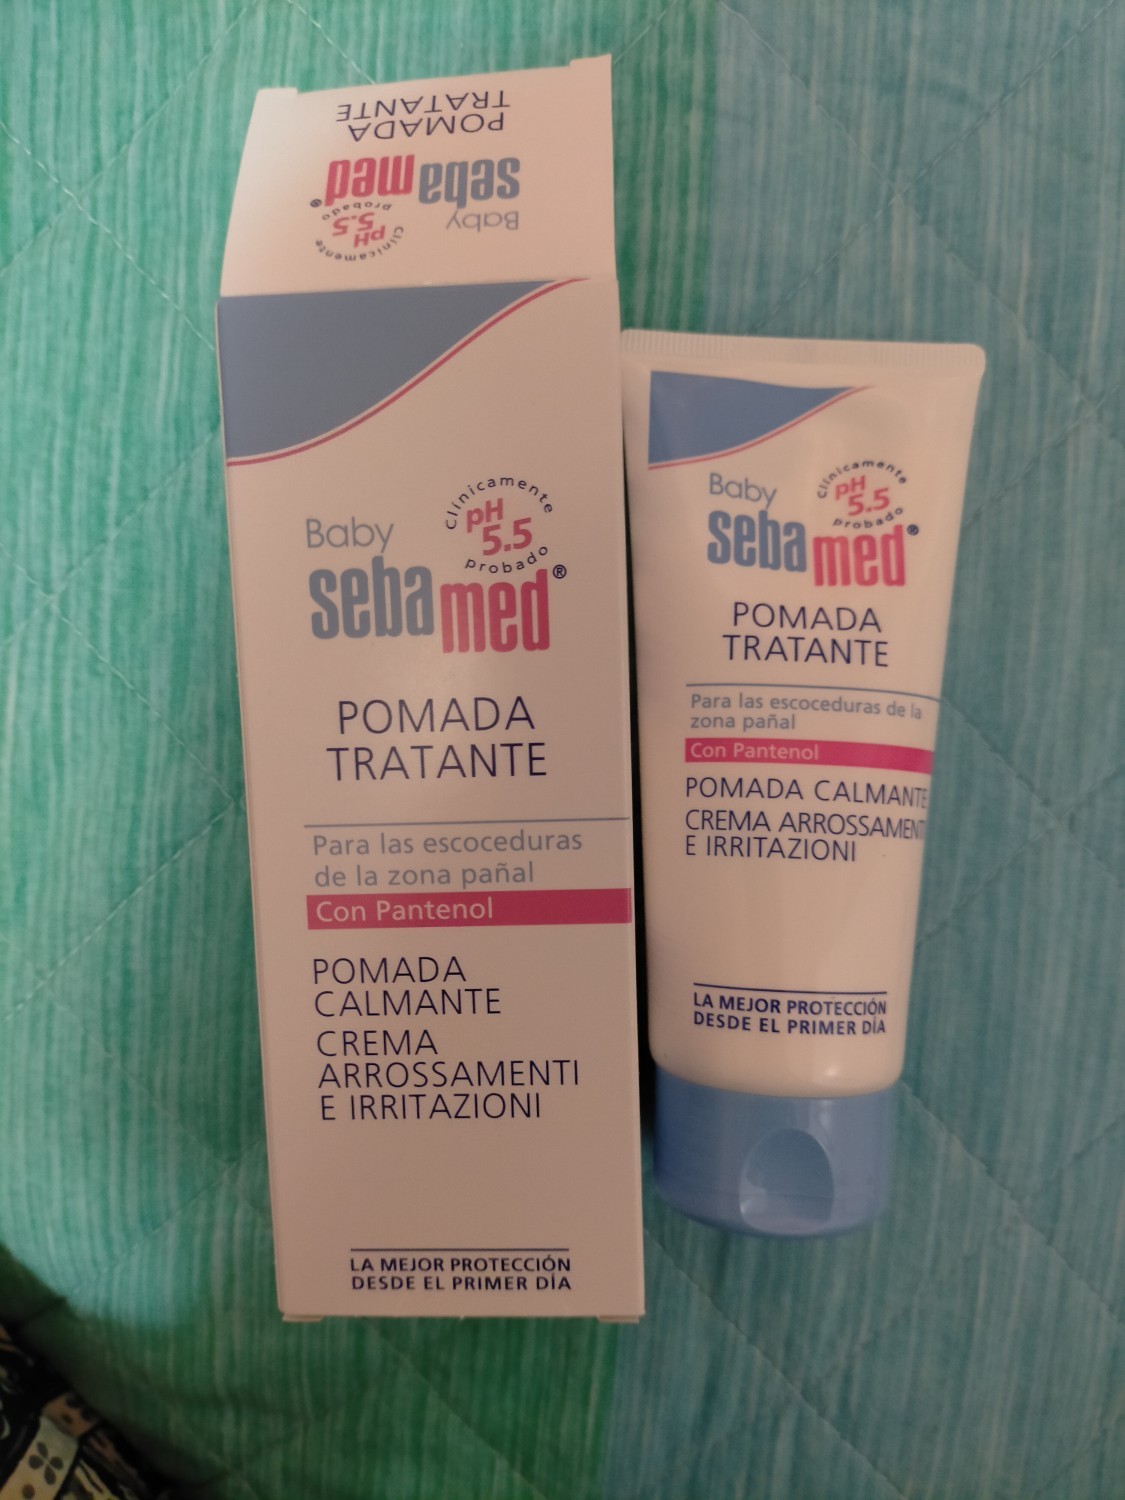 POMADA
TRATANTE
Baby
sebamed®
Clínicamente
pH
5.5
probado
Baby
sebamed®
Clínicamente
pH
5.5
probado
POMADA
TRATANTE
Para las escoceduras
de la zona pañal
Con Pantenol
POMADA
CALMANTE
CREMA
ARROSSAMENTI
E IRRITAZIONI
LA MEJOR PROTECCIÓN
DESDE EL PRIMER DÍA
Baby
sebamed®
Clínicamente
pH
5.5
probado
POMADA
TRATANTE
Para las escoceduras de la
zona pañal
Con Pantenol
POMADA CALMANTE
CREMA ARROSSAMENTI
E IRRITAZIONI
LA MEJOR PROTECCIÓN
DESDE EL PRIMER DÍA